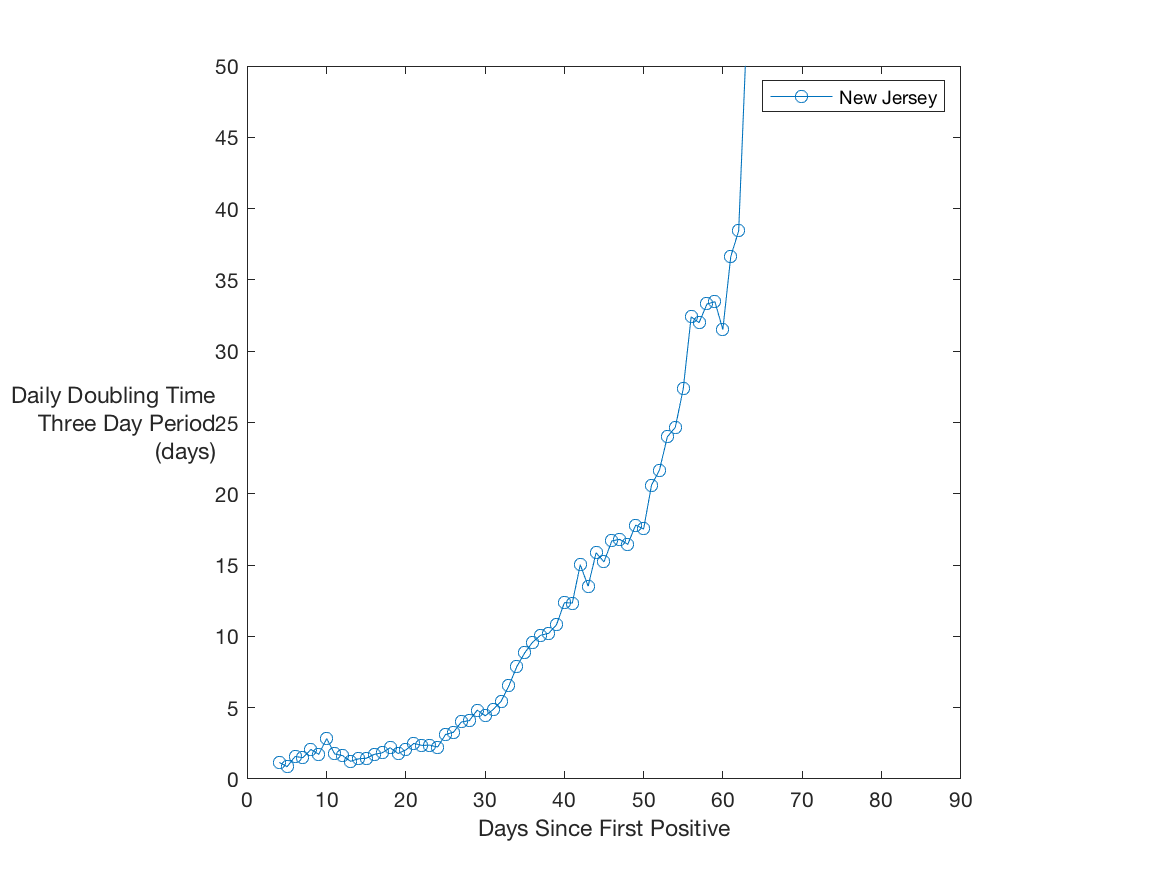 50
New Jersey
45
40
35
30
Daily Doubling Time
Three Day Period
(days)
25
20
15
10
5
0
0 10 20 30 40 50 60 70 80 90
Days Since First Positive